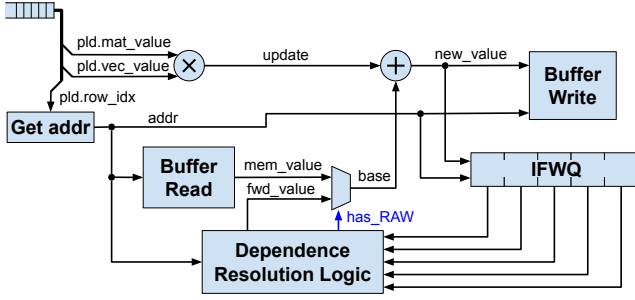 pld.mat_value
pld.vec_value
×
update
+
new_value
Buffer
Write
pld.row_idx
Get addr
addr
Buffer
Read
mem_value
fwd_value
base
IFWQ
has_RAW
Dependence
Resolution Logic